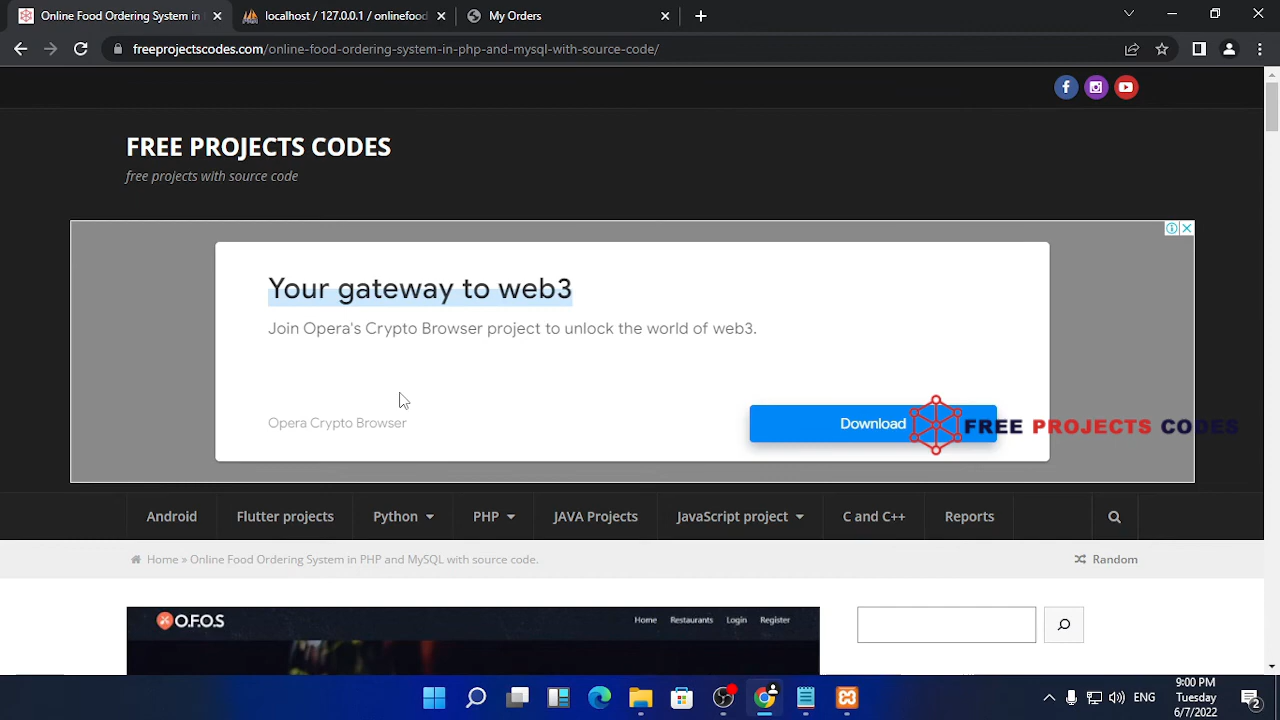 Online Food Ordering System in
localhost / 127.0.0.1 / onlinefood
My Orders
freeprojectscodes.com/online-food-ordering-system-in-php-and-mysql-with-source-code/
FREE PROJECTS CODES
free projects with source code
Your gateway to web3
Join Opera's Crypto Browser project to unlock the world of web3.
Opera Crypto Browser
Download
FREE PROJECTS CODES
Android
Flutter projects
Python
PHP
JAVA Projects
JavaScript project
C and C++
Reports
Home » Online Food Ordering System in PHP and MySQL with source code.
Random
O.F.O.S
Home
Restaurants
Login
Register
ENG
9:00 PM
Tuesday
6/7/2022
2